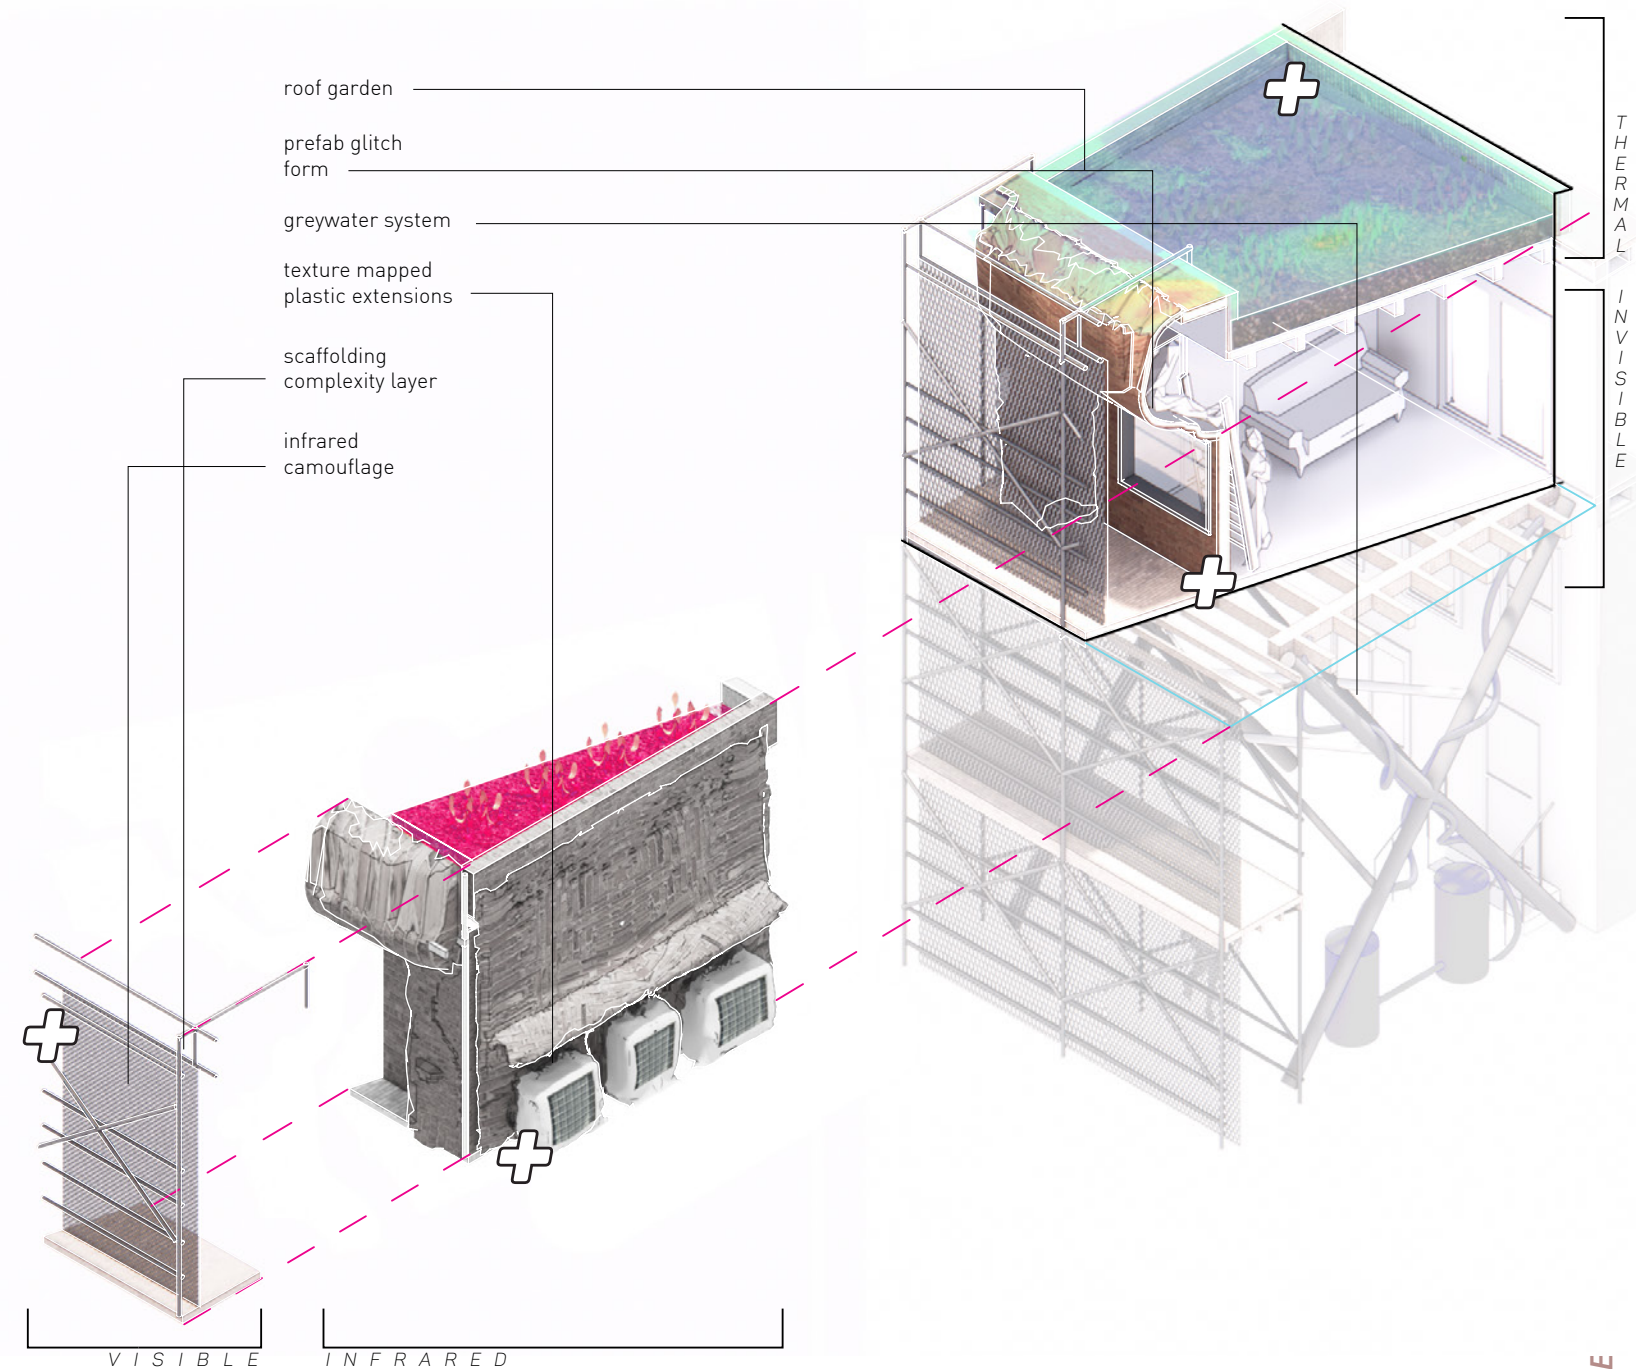 roof garden
prefab glitch
form
greywater system
texture mapped
plastic extensions
scaffolding
complexity layer
infrared
camouflage
THERMAL
INVISIBLE
VISIBLE
INFRARED
E